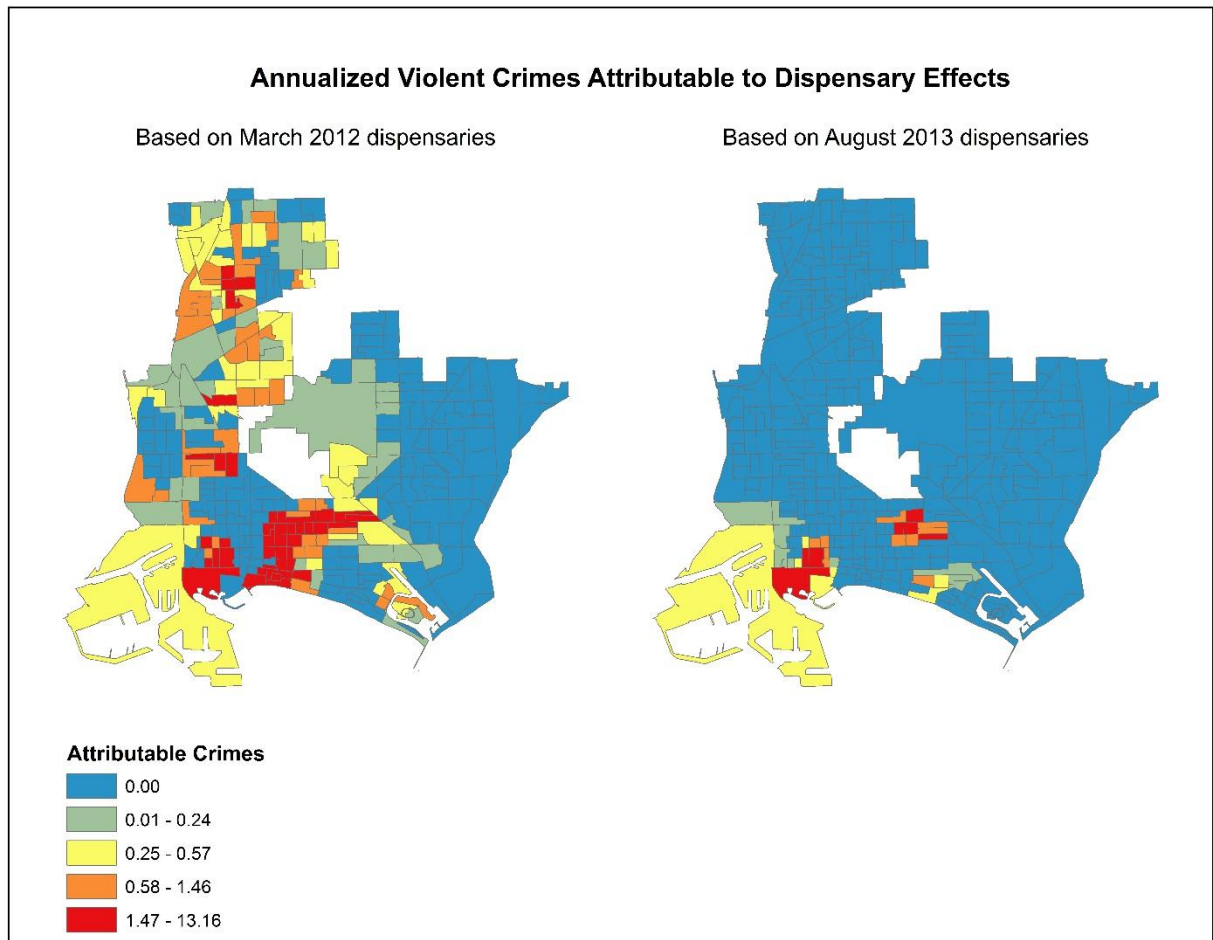 Annualized Violent Crimes Attributable to Dispensary Effects
Based on March 2012 dispensaries
Based on August 2013 dispensaries
Attributable Crimes
0.00
0.01 - 0.24
0.25 - 0.57
0.58 - 1.46
1.47 - 13.16